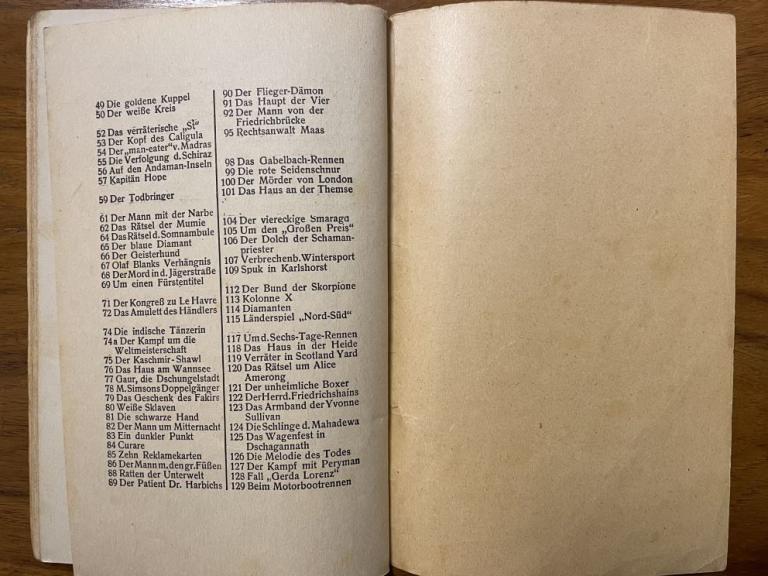 49 Die goldene Kuppel
50 Der weiße Kreis
52 Das verräterische „Si"
53 Der Kopf des Caligula
54 Der „man-eater" v. Madras
55 Die Verfolgung d. Schiraz
56 Auf den Andaman-Inseln
57 Kapitän Hope
59 Der Todbringer
61 Der Mann mit der Narbe
62 Das Rätsel der Mumie
64 Das Rätsel d. Somnambule
65 Der blaue Diamant
66 Der Geisterhund
67 Olaf Blanks Verhängnis
68 Der Mord in d. Jägerstraße
69 Um einen Fürstentitel
71 Der Kongreß zu Le Havre
72 Das Amulett des Händlers
74 Die indische Tänzerin
74a Der Kampf um die
Weltmeisterschaft
75 Der Kaschmir-Shawl
76 Das Haus am Wannsee
77 Gaur, die Dschungelstadt
78 M. Simsons Doppelgänger
79 Das Geschenk des Fakirs
80 Weiße Sklaven
81 Die schwarze Hand
82 Der Mann um Mitternacht
83 Ein dunkler Punkt
84 Curare
85 Zehn Reklamekarten
86 Der Mann m. den gr. Füßen
88 Ratten der Unterwelt
89 Der Patient Dr. Harbichs
90 Der Flieger-Dämon
91 Das Haupt der Vier
92 Der Mann von der
Friedrichbrücke
95 Rechtsanwalt Maas
98 Das Gabelbach-Rennen
99 Die rote Seidenschnur
100 Der Mörder von London
101 Das Haus an der Themse
104 Der viereckige Smaragd
105 Um den „Großen Preis"
106 Der Dolch der Schaman-
priester
107 Verbrechen b. Wintersport
109 Spuk in Karlshorst
112 Der Bund der Skorpione
113 Kolonne X
114 Diamanten
115 Länderspiel „Nord-Süd"
117 Um d. Sechs-Tage-Rennen
118 Das Haus in der Heide
119 Verräter in Scotland Yard
120 Das Rätsel um Alice
Amerong
121 Der unheimliche Boxer
122 Der Herr d. Friedrichshains
123 Das Armband der Yvonne
Sullivan
124 Die Schlinge d. Mahadewa
125 Das Wagenfest in
Dschagannath
126 Die Melodie des Todes
127 Der Kampf mit Peryman
128 Fall „Gerda Lorenz"
129 Beim Motorbootrennen